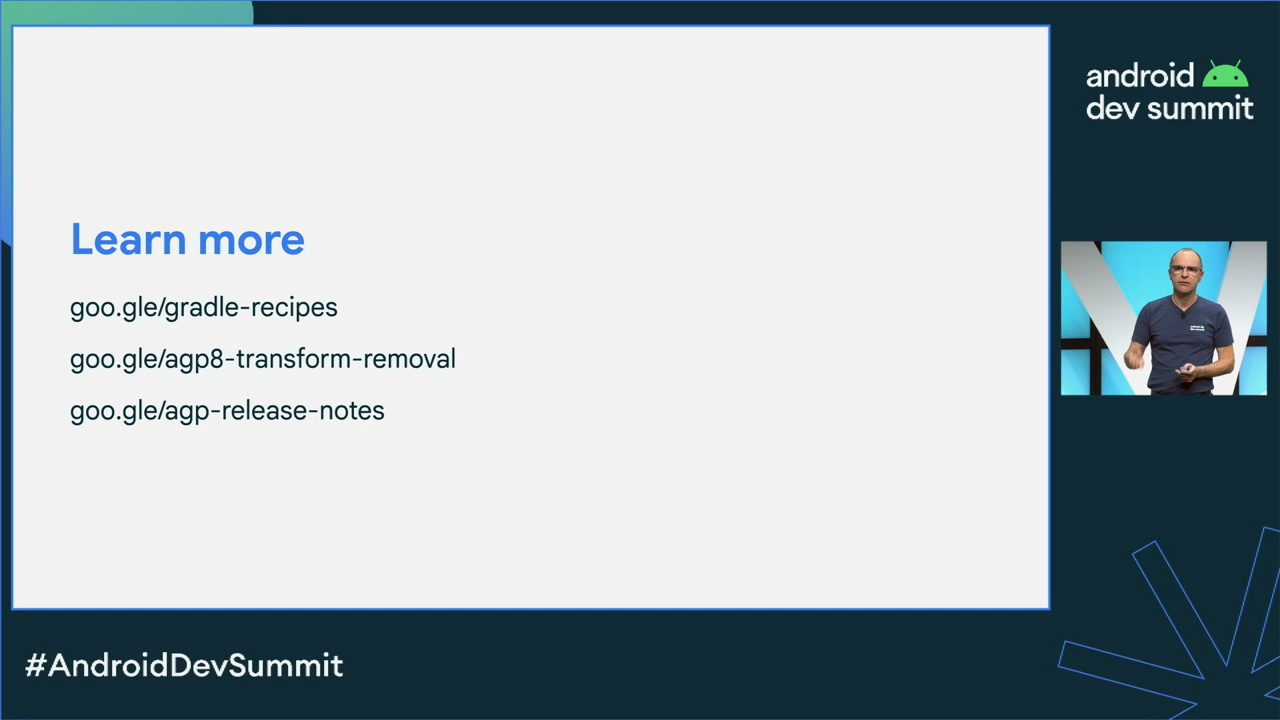 android
dev summit
Learn more
goo.gle/gradle-recipes
goo.gle/agp8-transform-removal
goo.gle/agp-release-notes
#AndroidDevSummit